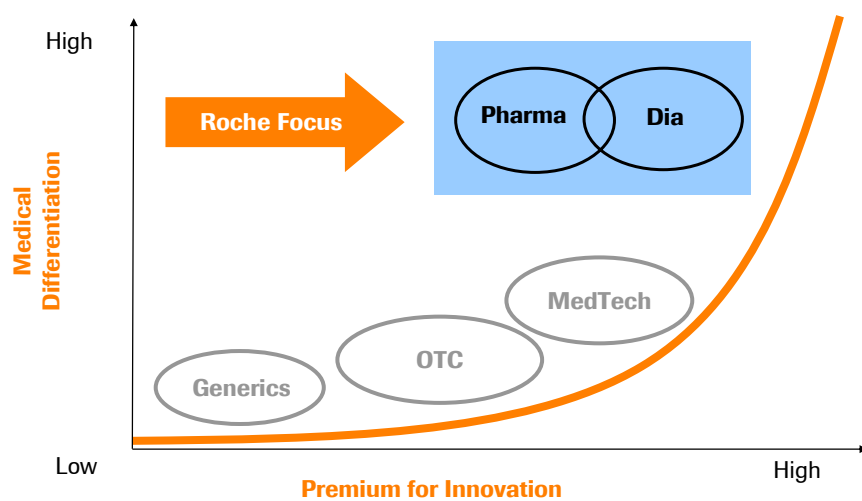 High
Roche Focus
Pharma
Dia
Medical
Differentiation
MedTech
OTC
Generics
Low
High
Premium for Innovation